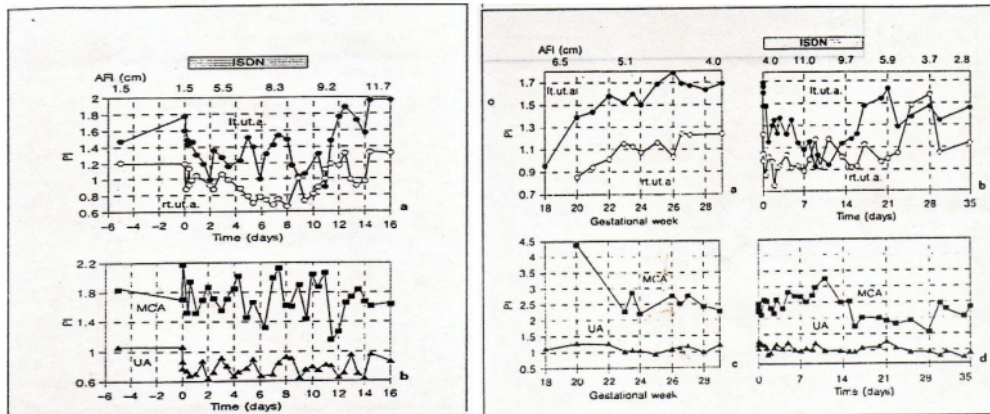 ISDN
AFI (cm)
1.5 1.5 5.5 8.3 9.2 11.7
2
1.8
1.6
1.4
1.2
1
0.8
0.6
PI
lt.ut.a.
rt.ut.a.
a
−6 −4 −2 0 2 4 6 8 10 12 14 16
Time (days)
2.2
1.8
1.4
1
0.6
PI
MCA
UA
b
−6 −4 −2 0 2 4 6 8 10 12 14 16
Time (days)
AFI (cm)
6.5 5.1 4.0
1.7
1.5
1.3
1.1
0.9
0.7
PI
lt.ut.a
rt.ut.a
a
18 20 22 24 26 28
Gestational week
ISDN
4.0 11.0 9.7 5.9 3.7 2.8
lt.ut.a.
rt.ut.a.
b
0 5 7 14 21 28 35
Time (days)
4.5
3.5
2.5
1.5
0.5
PI
MCA
UA
c
18 20 22 24 26 28
Gestational week
MCA
UA
d
0 7 14 21 28 35
Time (days)